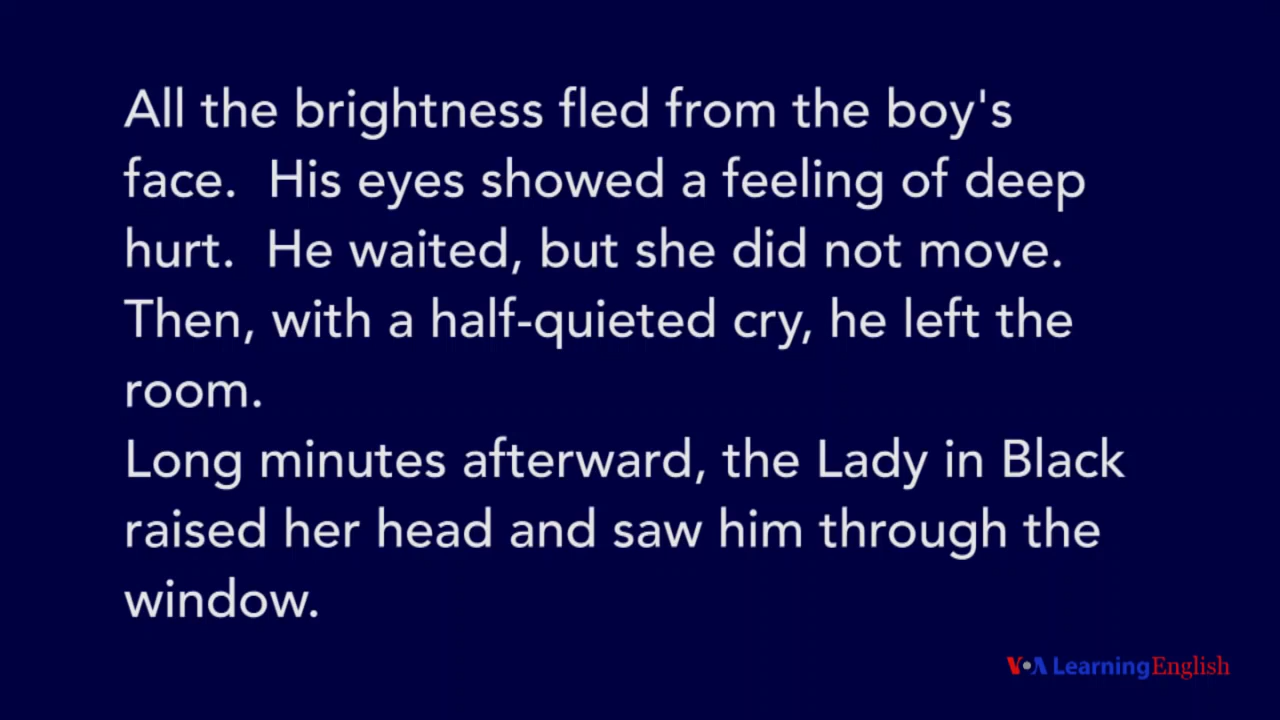 All the brightness fled from the boy's
face.  His eyes showed a feeling of deep
hurt.  He waited, but she did not move.
Then, with a half-quieted cry, he left the
room.
Long minutes afterward, the Lady in Black
raised her head and saw him through the
window.
VOA LearningEnglish